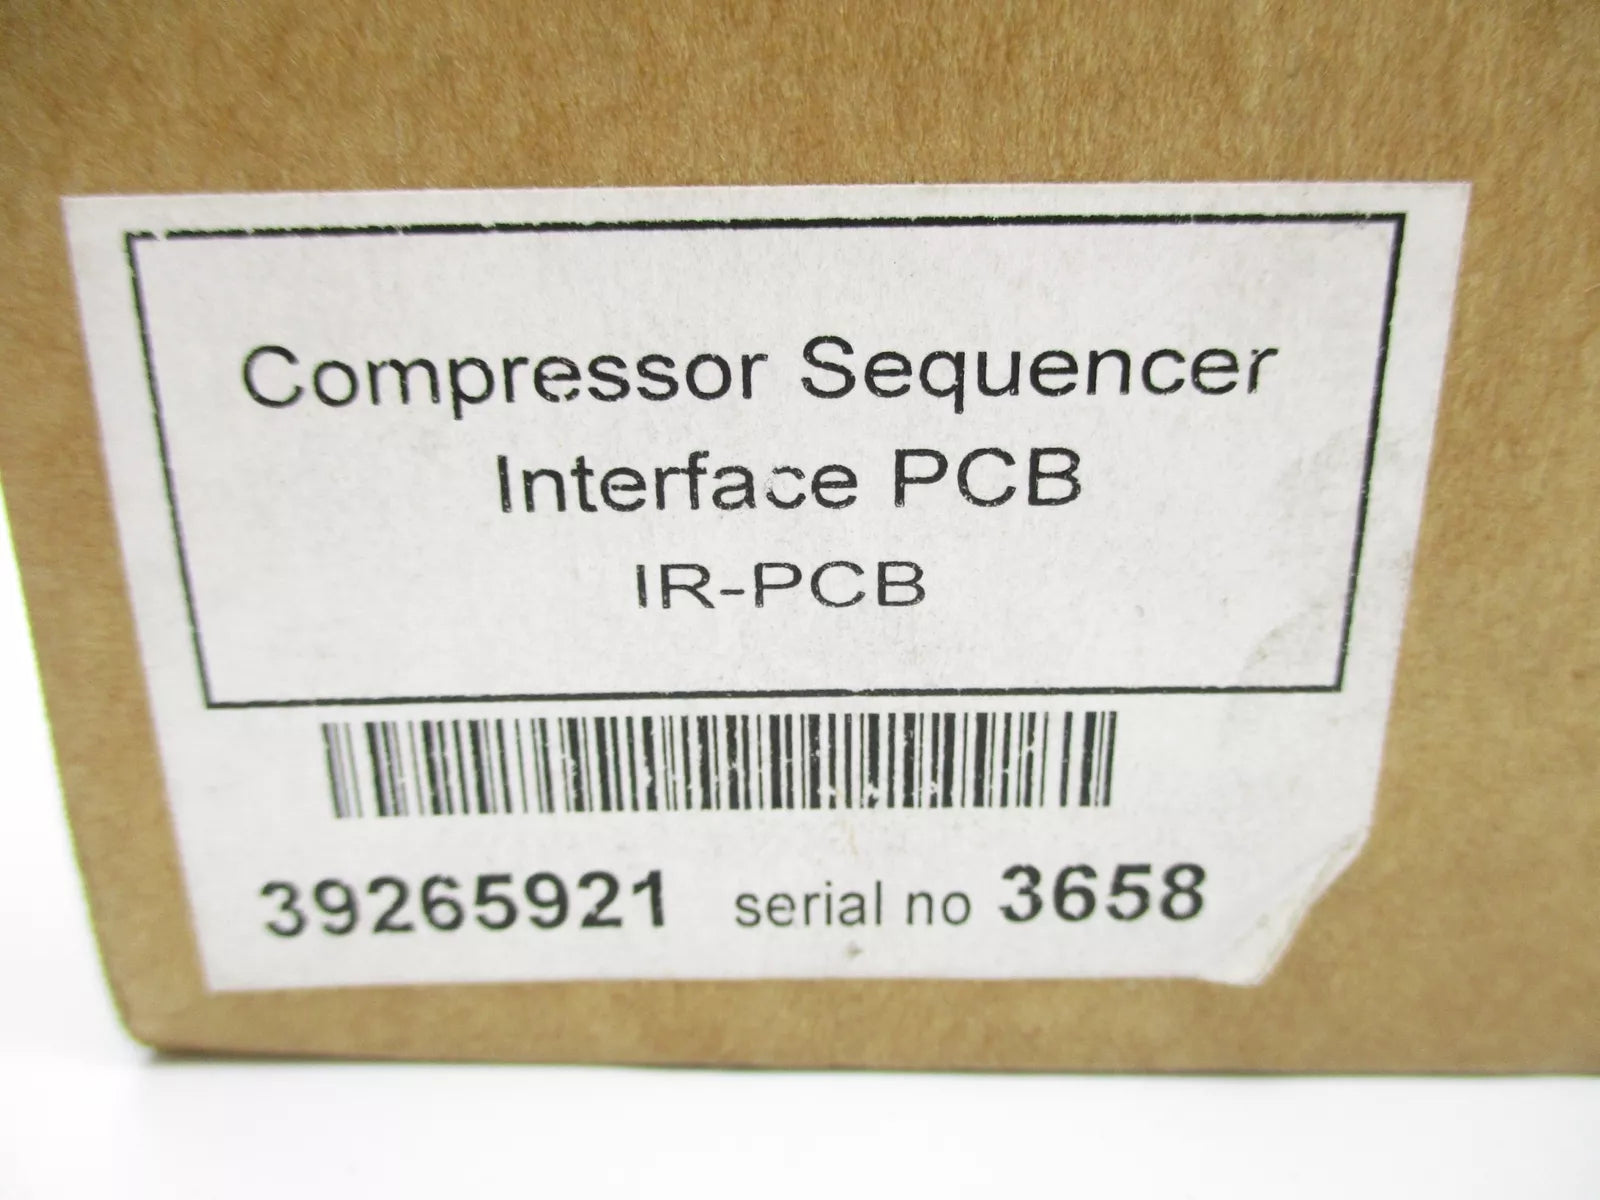 Compressor Sequencer
Interface PCB
IR-PCB
39265921 serial no 3658